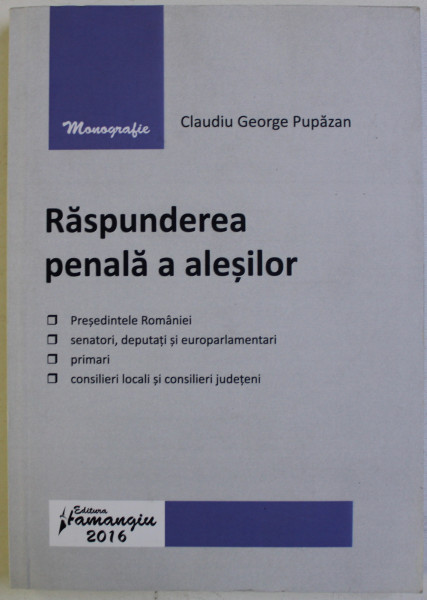 Monografie
Claudiu George Pupăzan
Răspunderea
penală a aleșilor
❒ Președintele României
❒ senatori, deputați și europarlamentari
❒ primari
❒ consilieri locali și consilieri județeni
Editura
Hamangiu
2016